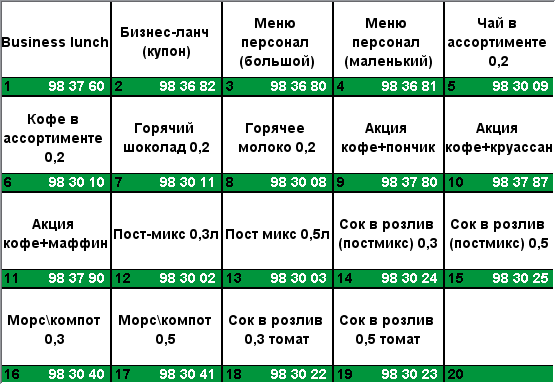 Business lunch
1 98 37 60
Бизнес-ланч
(купон)
2 98 36 82
Меню
персонал
(большой)
3 98 36 80
Меню
персонал
(маленький)
4 98 36 81
Чай в
ассортименте
0,2
5 98 30 09
Кофе в
ассортименте
0,2
6 98 30 10
Горячий
шоколад 0,2
7 98 30 11
Горячее
молоко 0,2
8 98 30 08
Акция
кофе+пончик
9 98 37 80
Акция
кофе+круассан
10 98 37 87
Акция
кофе+маффин
11 98 37 90
Пост-микс 0,3л
12 98 30 02
Пост микс 0,5л
13 98 30 03
Сок в розлив
(постмикс) 0,3
14 98 30 24
Сок в розлив
(постмикс) 0,5
15 98 30 25
Морс\компот
0,3
16 98 30 40
Морс\компот
0,5
17 98 30 41
Сок в розлив
0,3 томат
18 98 30 22
Сок в розлив
0,5 томат
19 98 30 23
20